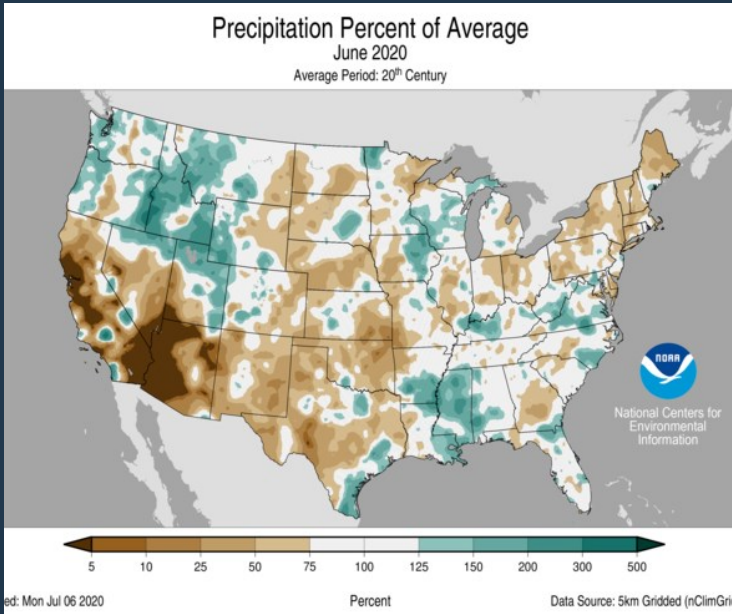 Precipitation Percent of Average
June 2020
Average Period: 20th Century
NOAA
National Centers for
Environmental
Information
5 10 25 50 75 100 125 150 200 300 500
ed: Mon Jul 06 2020 Percent Data Source: 5km Gridded (nClimGri